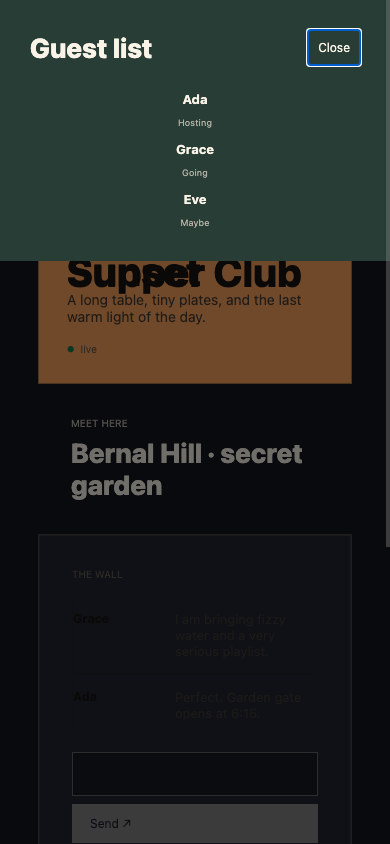 Guest list
Close
Ada
Hosting
Grace
Going
Eve
Maybe
Sunset Club
A long table, tiny plates, and the last
warm light of the day.
live
MEET HERE
Bernal Hill · secret
garden
THE WALL
Grace
I am bringing fizzy
water and a very
serious playlist.
Ada
Perfect. Garden gate
opens at 6:15.
Send ↗